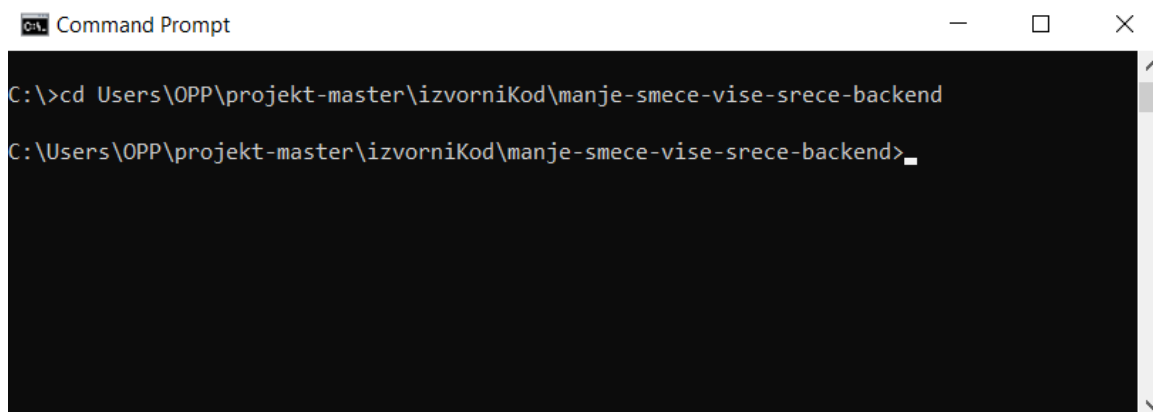 Command Prompt
C:\>cd Users\OPP\projekt-master\izvorniKod\manje-smece-vise-srece-backend
C:\Users\OPP\projekt-master\izvorniKod\manje-smece-vise-srece-backend>